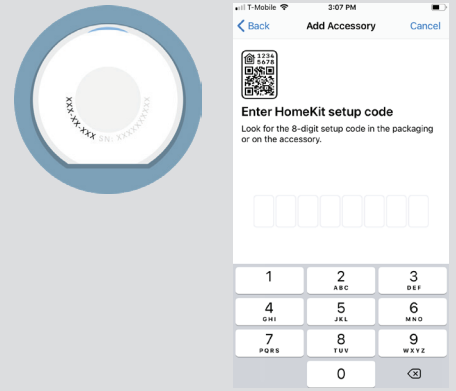 XXX-XX-XXX
SN: XXXXXXXXXX
T-Mobile
3:07 PM
Back
Add Accessory
Cancel
1234
5678
Enter HomeKit setup code
Look for the 8-digit setup code in the packaging
or on the accessory.
1
2
ABC
3
DEF
4
GHI
5
JKL
6
MNO
7
PQRS
8
TUV
9
WXYZ
0